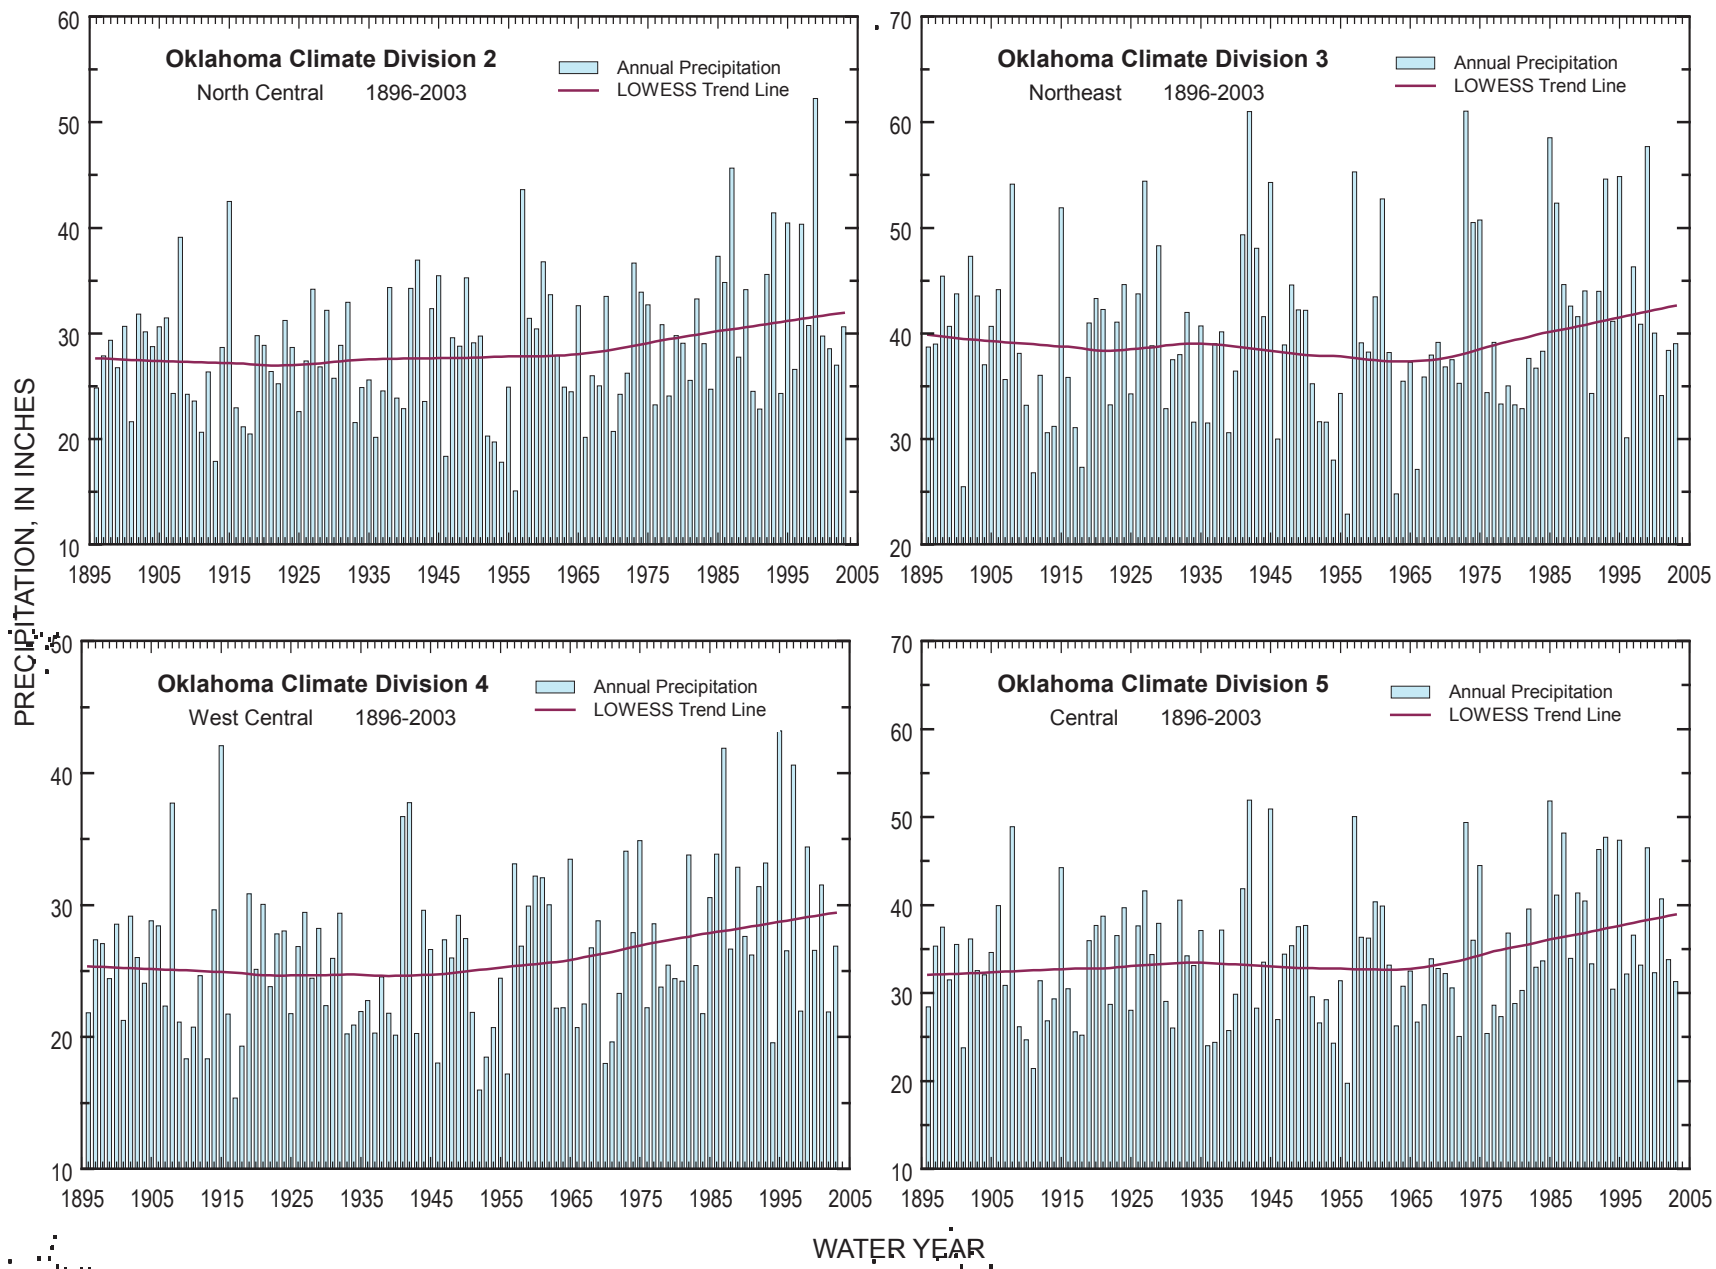 60
50
40
30
20
10
Oklahoma Climate Division 2
North Central 1896-2003
Annual Precipitation
LOWESS Trend Line
1895 1905 1915 1925 1935 1945 1955 1965 1975 1985 1995 2005
70
60
50
40
30
20
Oklahoma Climate Division 3
Northeast 1896-2003
Annual Precipitation
LOWESS Trend Line
1895 1905 1915 1925 1935 1945 1955 1965 1975 1985 1995 2005
PRECIPITATION, IN INCHES
50
40
30
20
10
Oklahoma Climate Division 4
West Central 1896-2003
Annual Precipitation
LOWESS Trend Line
1895 1905 1915 1925 1935 1945 1955 1965 1975 1985 1995 2005
70
60
50
40
30
20
10
Oklahoma Climate Division 5
Central 1896-2003
Annual Precipitation
LOWESS Trend Line
1895 1905 1915 1925 1935 1945 1955 1965 1975 1985 1995 2005
WATER YEAR